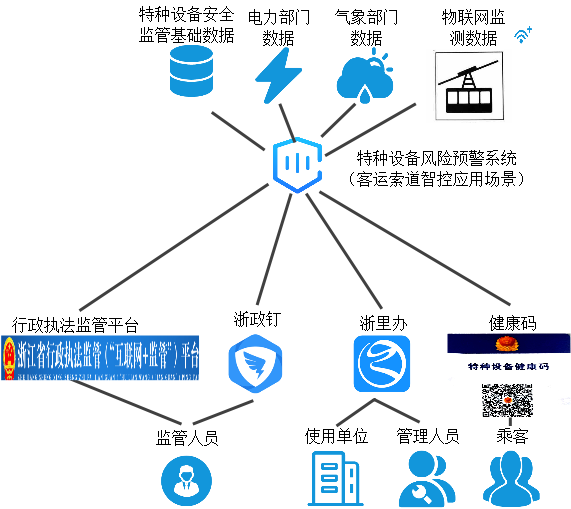 特种设备安全
监管基础数据
电力部门
数据
气象部门
数据
物联网监
测数据
特种设备风险预警系统
（客运索道智控应用场景）
行政执法监管平台
浙江省行政执法监管（“互联网+监管”）平台
浙政钉
浙里办
健康码
特种设备健康码
监管人员
使用单位
管理人员
乘客